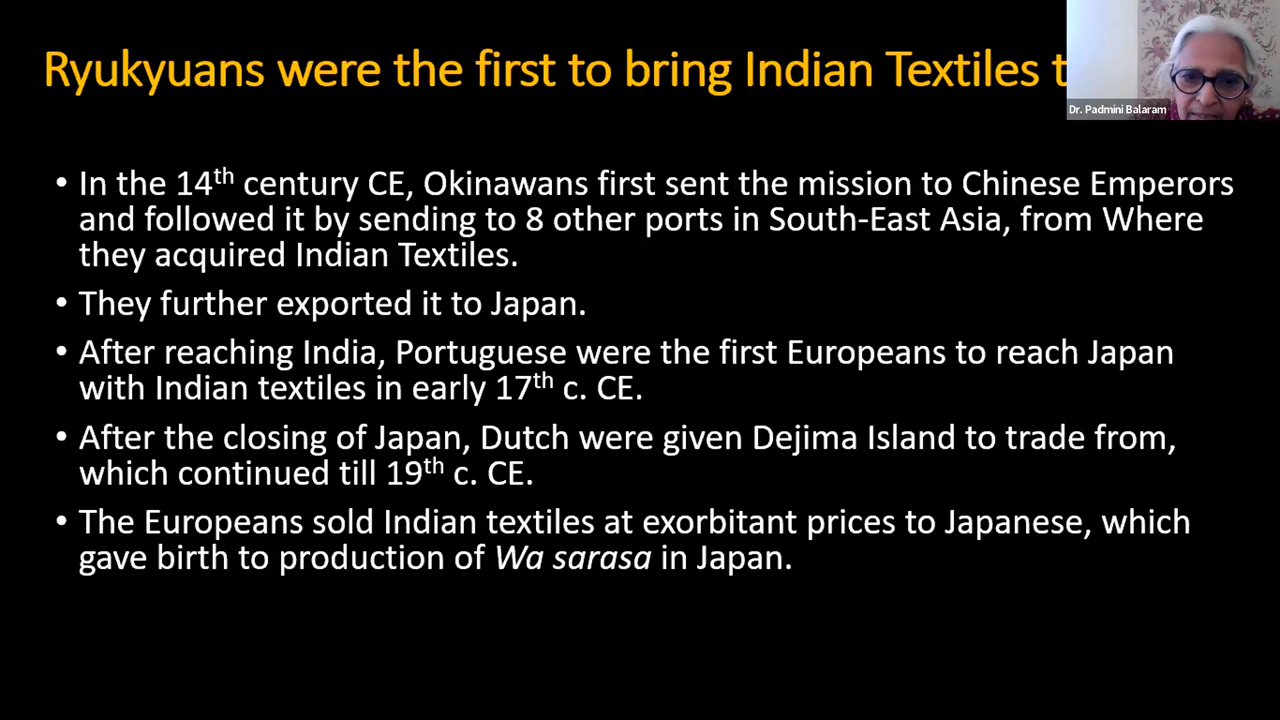 Ryukyuans were the first to bring Indian Textiles
Dr. Padmini Balaram
• In the 14th century CE, Okinawans first sent the mission to Chinese Emperors
and followed it by sending to 8 other ports in South-East Asia, from Where
they acquired Indian Textiles.
• They further exported it to Japan.
• After reaching India, Portuguese were the first Europeans to reach Japan
with Indian textiles in early 17th c. CE.
• After the closing of Japan, Dutch were given Dejima Island to trade from,
which continued till 19th c. CE.
• The Europeans sold Indian textiles at exorbitant prices to Japanese, which
gave birth to production of Wa sarasa in Japan.